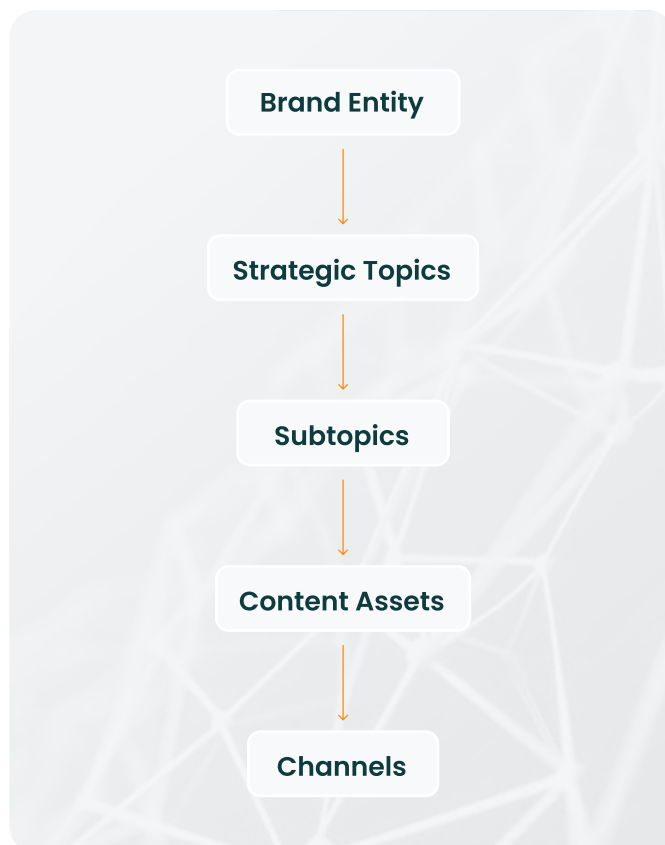 Brand Entity
Strategic Topics
Subtopics
Content Assets
Channels